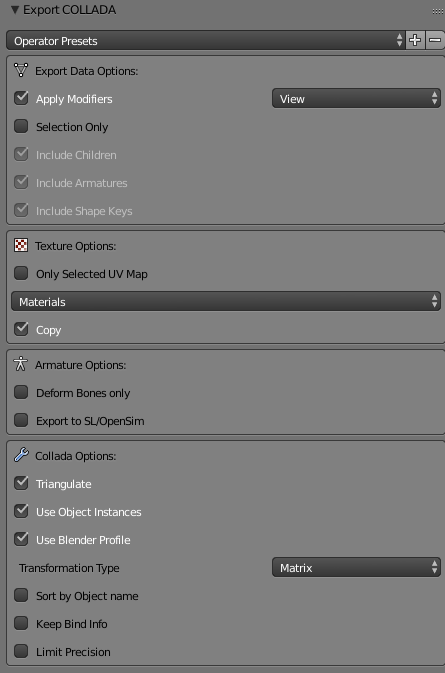 Export COLLADA
Operator Presets
Export Data Options:
Apply Modifiers View
Selection Only
Include Children
Include Armatures
Include Shape Keys
Texture Options:
Only Selected UV Map
Materials
Copy
Armature Options:
Deform Bones only
Export to SL/OpenSim
Collada Options:
Triangulate
Use Object Instances
Use Blender Profile
Transformation Type Matrix
Sort by Object name
Keep Bind Info
Limit Precision